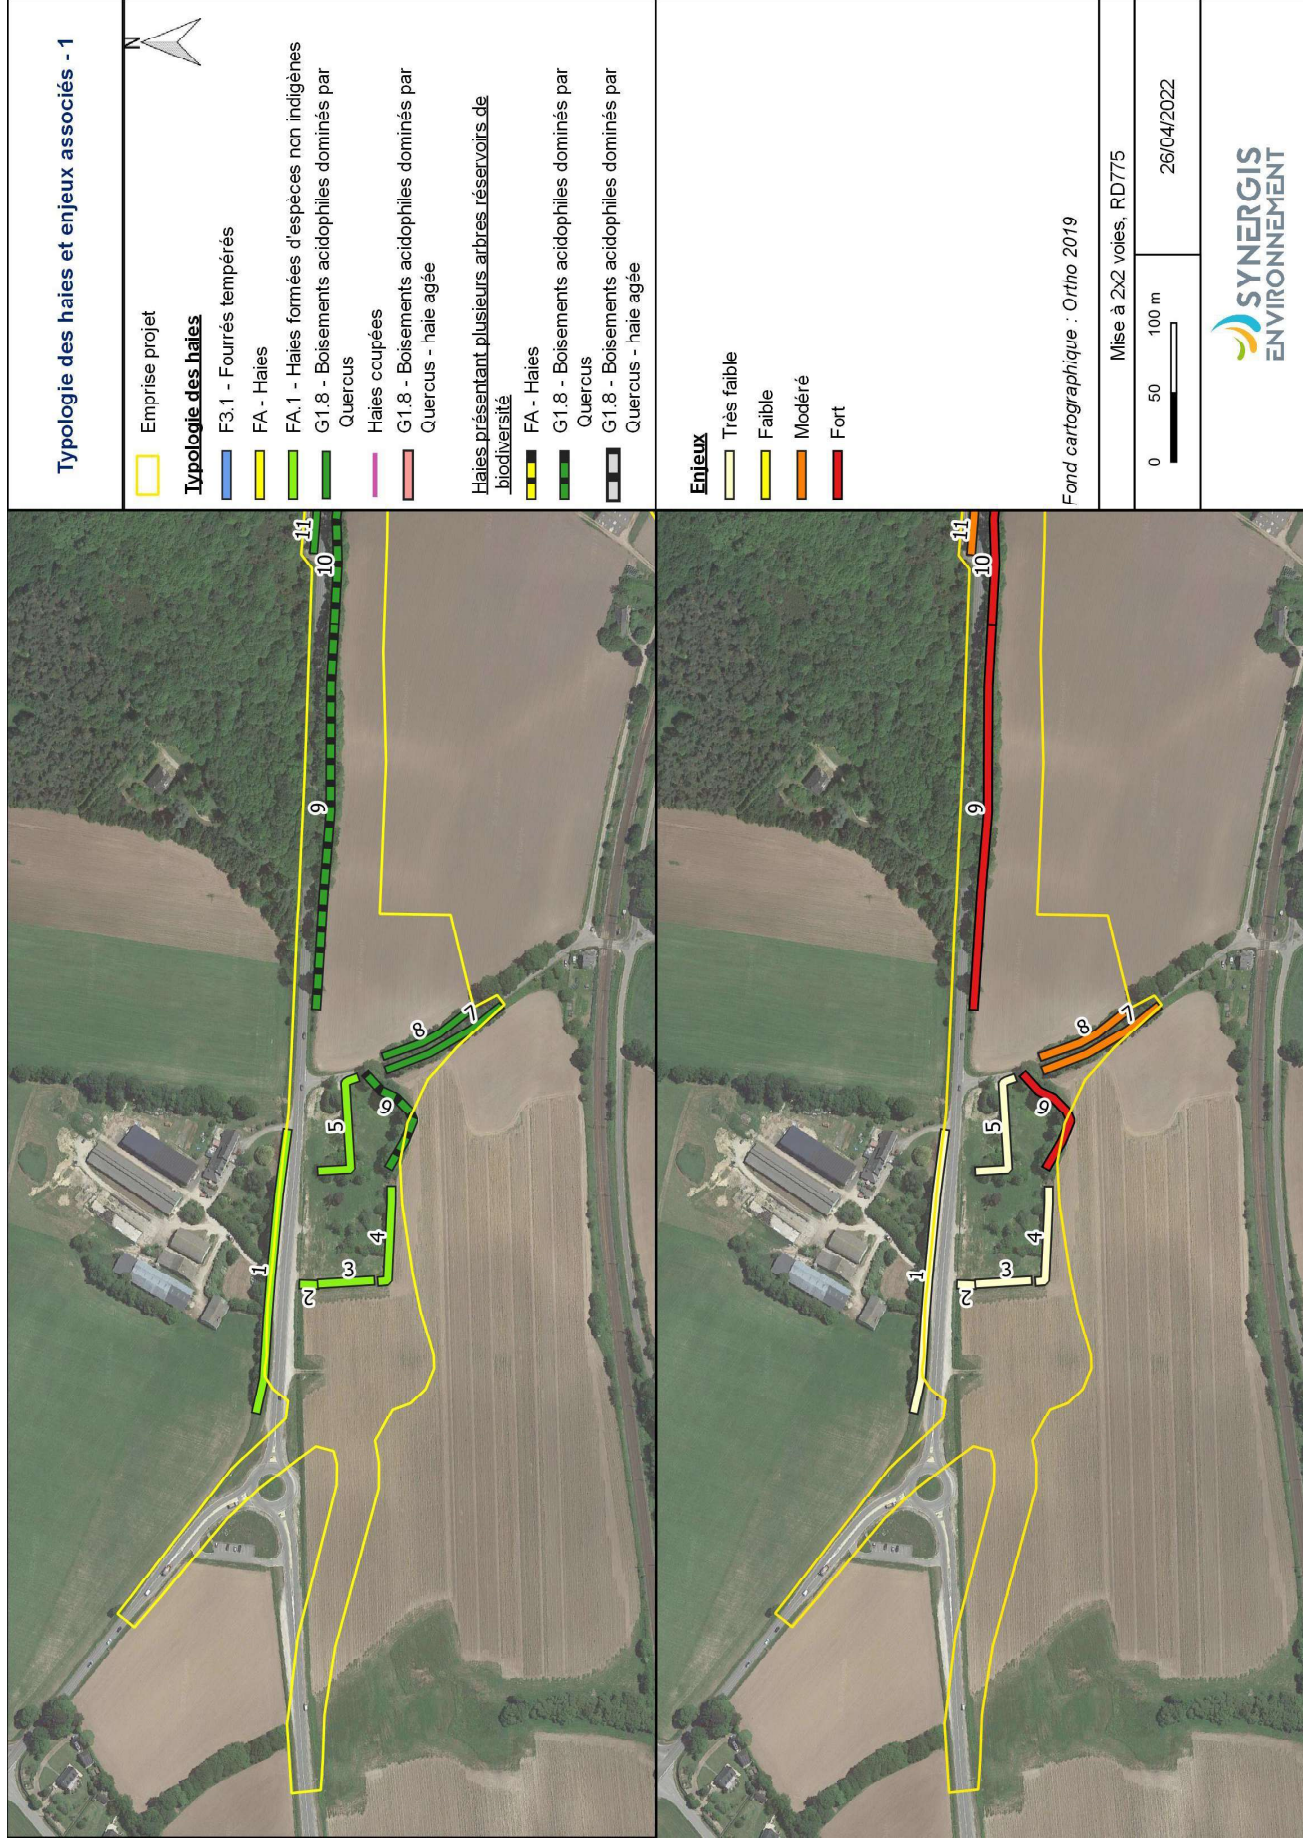 Typologie des haies et enjeux associés - 1
N
Emprise projet
Typologie des haies
F3.1 - Fourrés tempérés
FA - Haies
FA.1 - Haies formées d'espèces non indigènes
G1.8 - Boisements acidophiles dominés par
Quercus
Haies ccupées
G1.8 - Boisements acidophiles dominés par
Quercus - haie agée
Haies présentant plusieurs arbres réservoirs de
biodiversité
FA - Haies
G1.8 - Boisements acidophiles dominés par
Quercus
G1.8 - Boisements acidophiles dominés par
Quercus - haie agée
Enjeux
Très faible
Faible
Modéré
Fort
Fond cartographique : Ortho 2019
Mise à 2x2 voies, RD775
0 50 100 m
26/04/2022
SYNERGIS
ENVIRONNEMENT
1
2
3
4
5
6
7
8
9
10
11
1
2
3
4
5
6
7
8
9
10
11